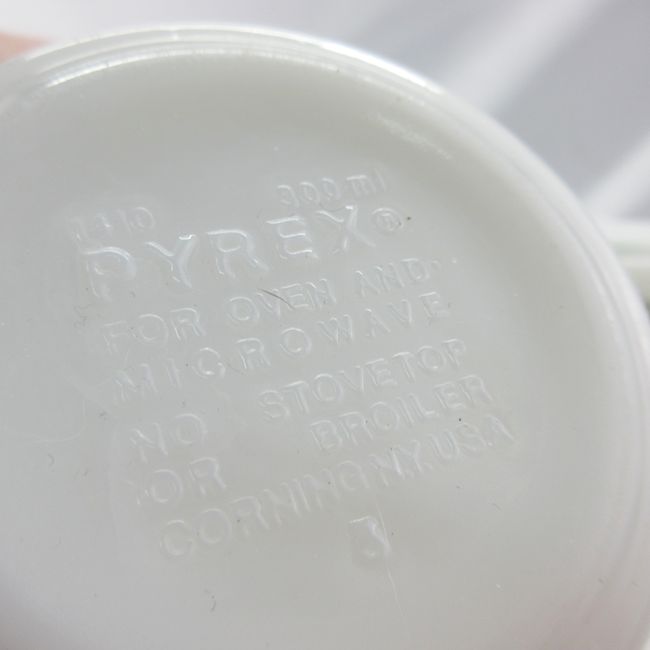 1410 300 ml
PYREX®
FOR OVEN AND
MICROWAVE
NO STOVETOP
OR BROILER
CORNING NY. USA
3